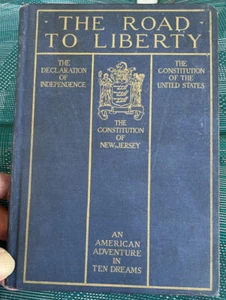 THE ROAD
TO LIBERTY
THE
DECLARATION
OF
INDEPENDENCE
THE
CONSTITUTION
OF THE
UNITED STATES
THE
CONSTITUTION
OF
NEW JERSEY
AN
AMERICAN
ADVENTURE
IN
TEN DREAMS